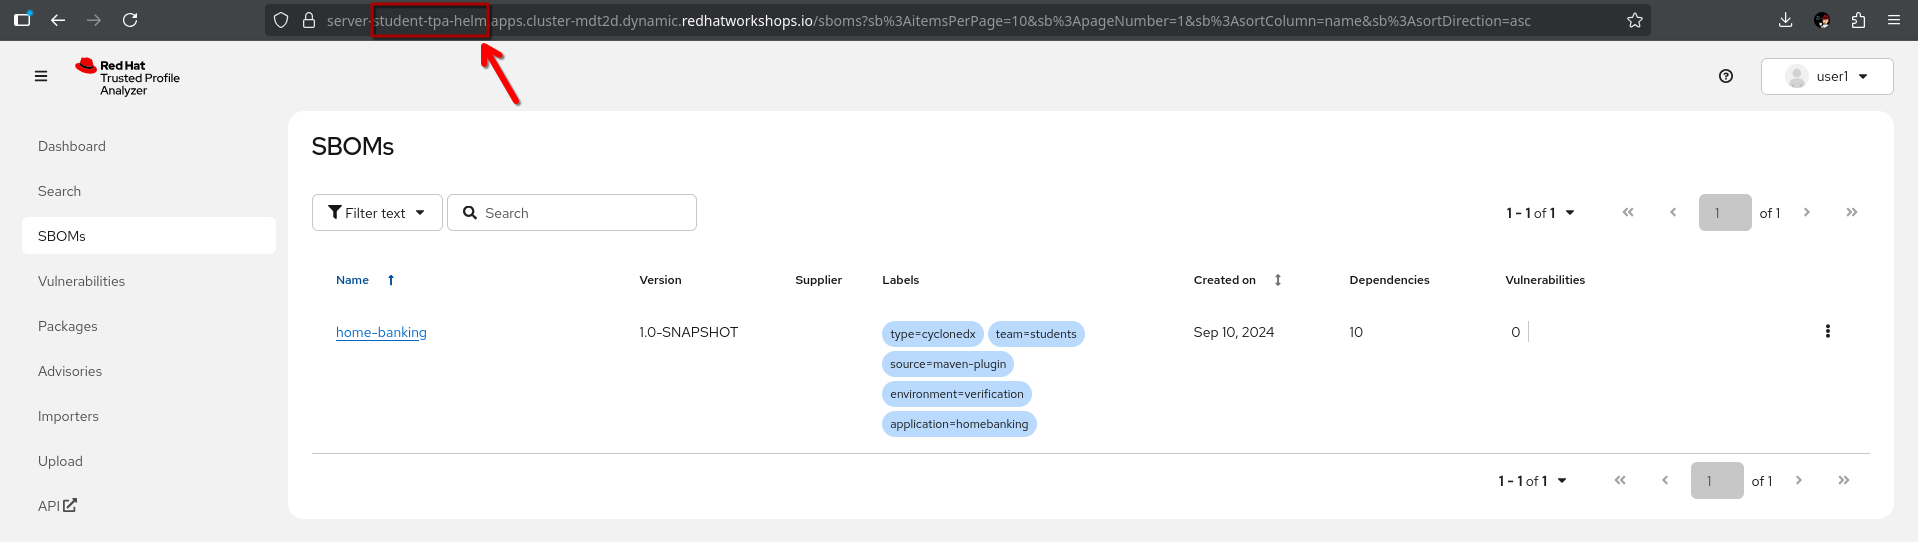 server-student-tpa-helm.apps.cluster-mdt2d.dynamic.redhatworkshops.io/sboms?sb%3AitemsPerPage=10&sb%3ApageNumber=1&sb%3AsortColumn=name&sb%3AsortDirection=asc
Red Hat
Trusted Profile
Analyzer
user1
Dashboard
Search
SBOMs
Vulnerabilities
Packages
Advisories
Importers
Upload
API
SBOMs
Filter text Search 1 - 1 of 1 1 of 1
Name Version Supplier Labels Created on Dependencies Vulnerabilities
home-banking 1.0-SNAPSHOT type=cyclonedx team=students Sep 10, 2024 10 0
source=maven-plugin
environment=verification
application=homebanking
1 - 1 of 1 1 of 1